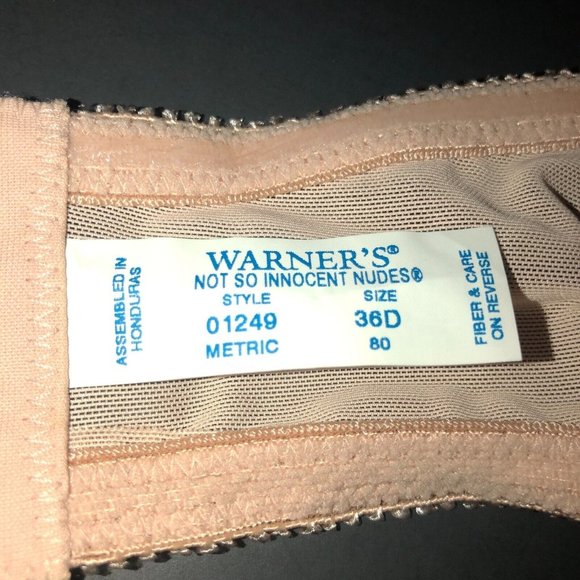 WARNER'S®
NOT SO INNOCENT NUDES®
STYLE SIZE
01249 36D
METRIC 80
ASSEMBLED IN
HONDURAS
FIBER & CARE
ON REVERSE